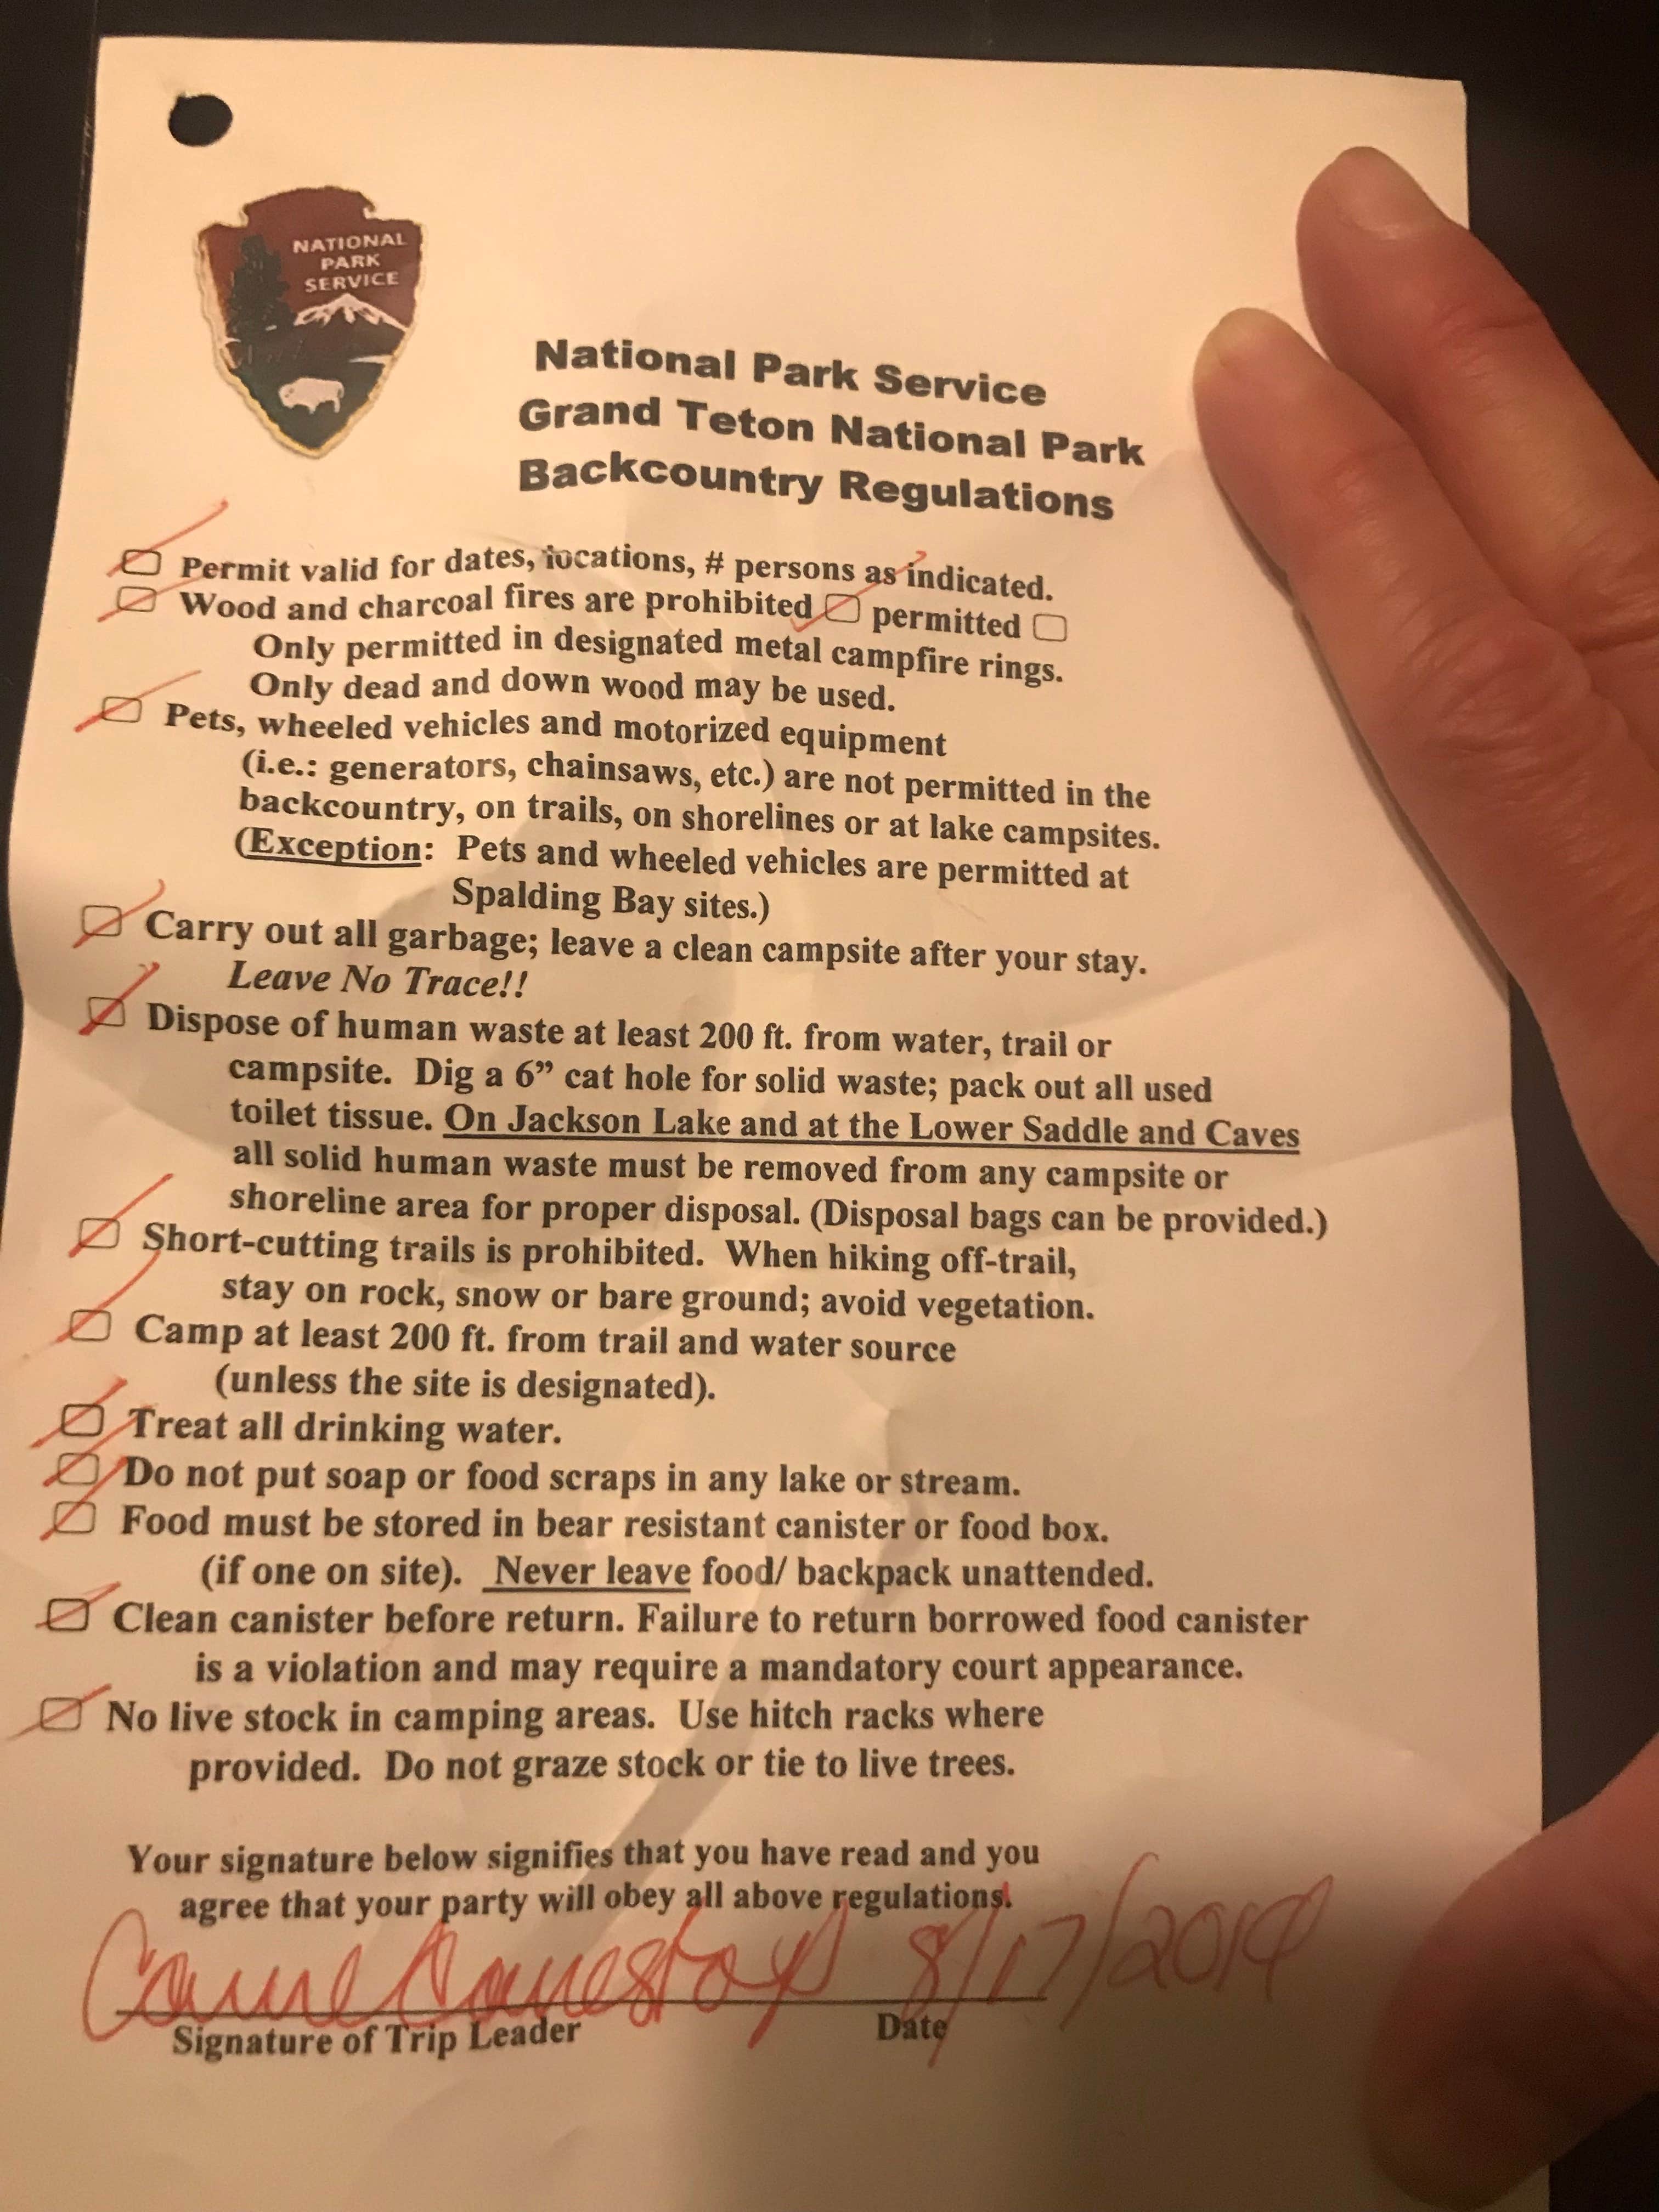 NATIONAL
PARK
SERVICE
National Park Service
Grand Teton National Park
Backcountry Regulations
Permit valid for dates, locations, # persons as indicated.
Wood and charcoal fires are prohibited permitted
Only permitted in designated metal campfire rings.
Only dead and down wood may be used.
Pets, wheeled vehicles and motorized equipment
(i.e.: generators, chainsaws, etc.) are not permitted in the
backcountry, on trails, on shorelines or at lake campsites.
(Exception: Pets and wheeled vehicles are permitted at
Spalding Bay sites.)
Carry out all garbage; leave a clean campsite after your stay.
Leave No Trace!!
Dispose of human waste at least 200 ft. from water, trail or
campsite. Dig a 6” cat hole for solid waste; pack out all used
toilet tissue. On Jackson Lake and at the Lower Saddle and Caves
all solid human waste must be removed from any campsite or
shoreline area for proper disposal. (Disposal bags can be provided.)
Short-cutting trails is prohibited. When hiking off-trail,
stay on rock, snow or bare ground; avoid vegetation.
Camp at least 200 ft. from trail and water source
(unless the site is designated).
Treat all drinking water.
Do not put soap or food scraps in any lake or stream.
Food must be stored in bear resistant canister or food box.
(if one on site). Never leave food/ backpack unattended.
Clean canister before return. Failure to return borrowed food canister
is a violation and may require a mandatory court appearance.
No live stock in camping areas. Use hitch racks where
provided. Do not graze stock or tie to live trees.
Your signature below signifies that you have read and you
agree that your party will obey all above regulations.
Signature of Trip Leader Date